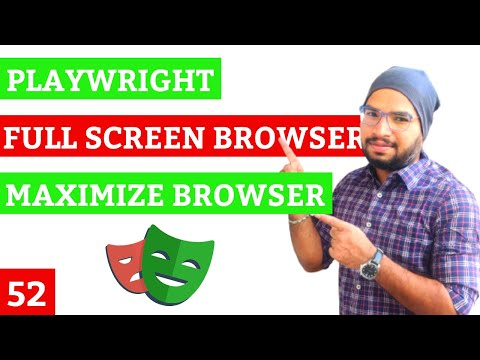 PLAYWRIGHT
FULL SCREEN BROWSER
MAXIMIZE BROWSER
52